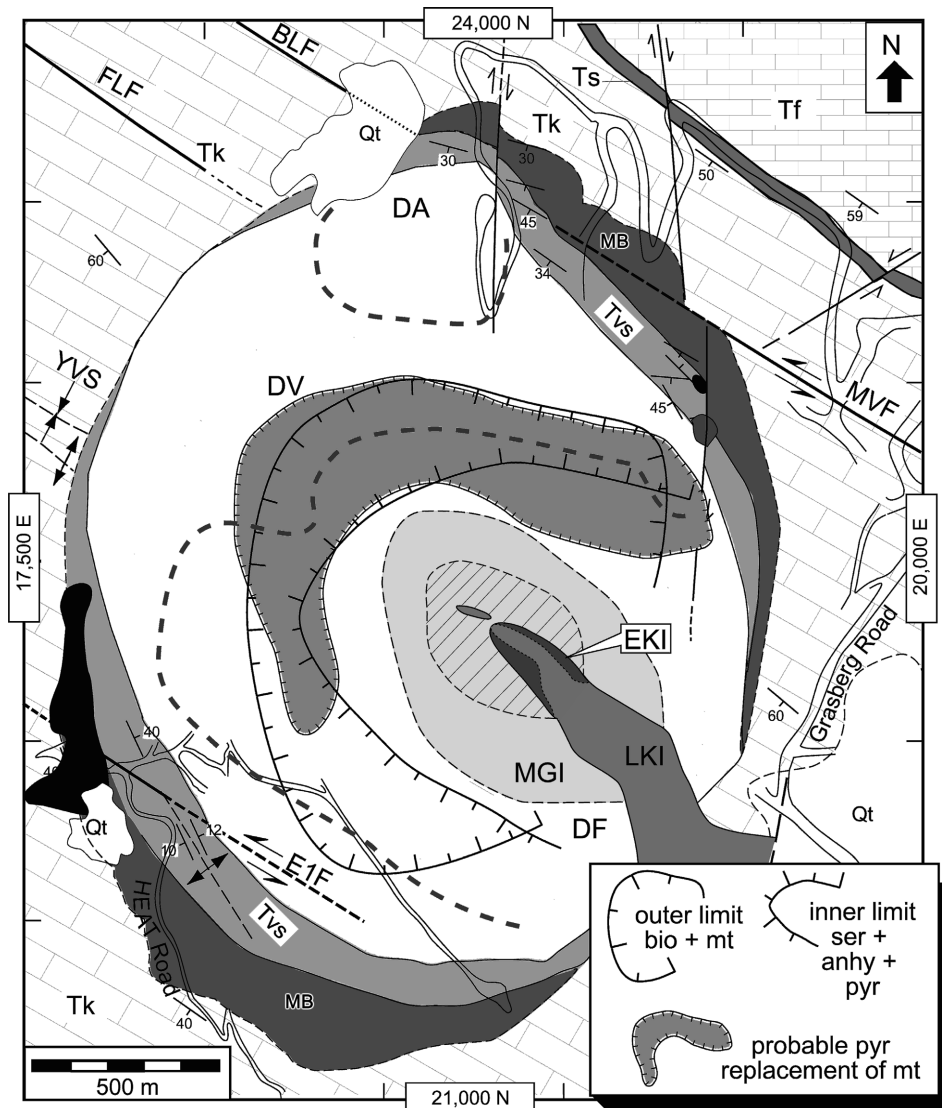 24,000 N
BLF
FLF
N
Ts
Tf
Tk
Qt
Tk
30
30
50
DA
45
59
MB
60
34
Tvs
YVS
DV
45
MVF
17,500 E
20,000 E
EKI
Grasberg Road
60
40
LKI
MGI
Qt
12
10
DF
Qt
E1F
HEAT Road
Tvs
outer limit
bio + mt
inner limit
ser +
anhy +
pyr
MB
Tk
40
probable pyr
replacement of mt
500 m
21,000 N